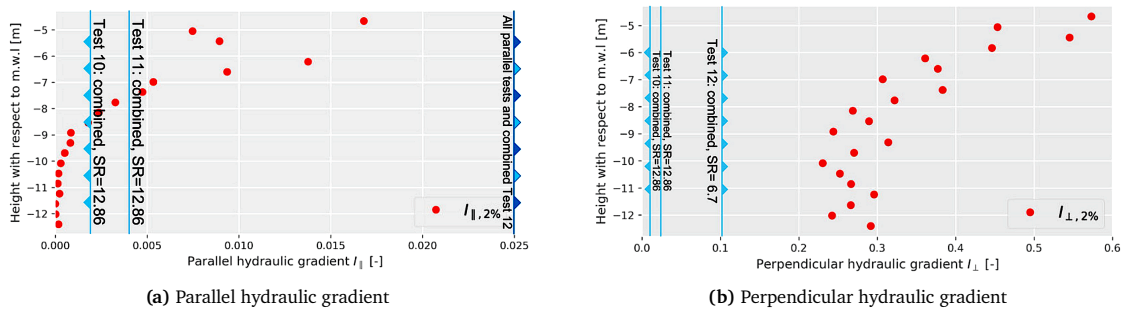 Height with respect to m.w.l [m]
−5
−6
−7
−8
−9
−10
−11
−12
Test 10: combined, SR=12.86
Test 11: combined, SR=12.86
All parallel tests and combined Test 12
I∥,2%
0.000
0.005
0.010
0.015
0.020
0.025
Parallel hydraulic gradient I∥ [-]
(a) Parallel hydraulic gradient
Height with respect to m.w.l [m]
−5
−6
−7
−8
−9
−10
−11
−12
Test 10: combined, SR=12.86
Test 11: combined, SR=12.86
Test 12: combined, SR= 6.7
I⊥,2%
0.0
0.1
0.2
0.3
0.4
0.5
0.6
Perpendicular hydraulic gradient I⊥ [-]
(b) Perpendicular hydraulic gradient